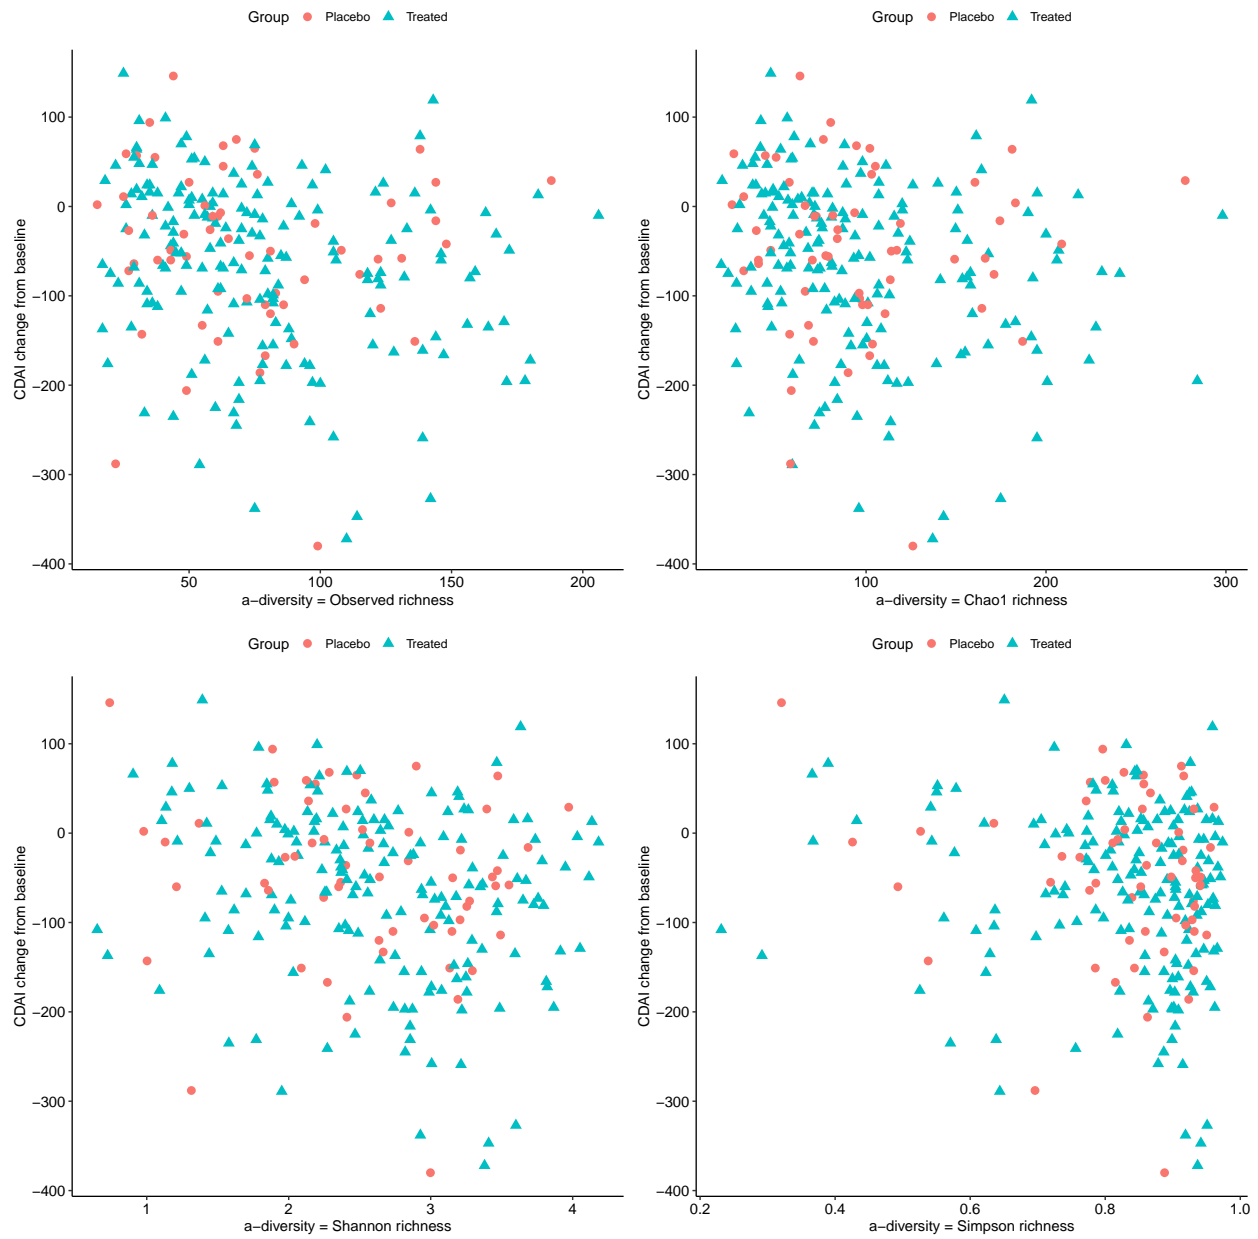 Group Placebo Treated
CDAI change from baseline
100
0
−100
−200
−300
−400
50 100 150 200
a−diversity = Observed richness
Group Placebo Treated
CDAI change from baseline
100
0
−100
−200
−300
−400
100 200 300
a−diversity = Chao1 richness
Group Placebo Treated
CDAI change from baseline
100
0
−100
−200
−300
−400
1 2 3 4
a−diversity = Shannon richness
Group Placebo Treated
CDAI change from baseline
100
0
−100
−200
−300
−400
0.2 0.4 0.6 0.8 1.0
a−diversity = Simpson richness